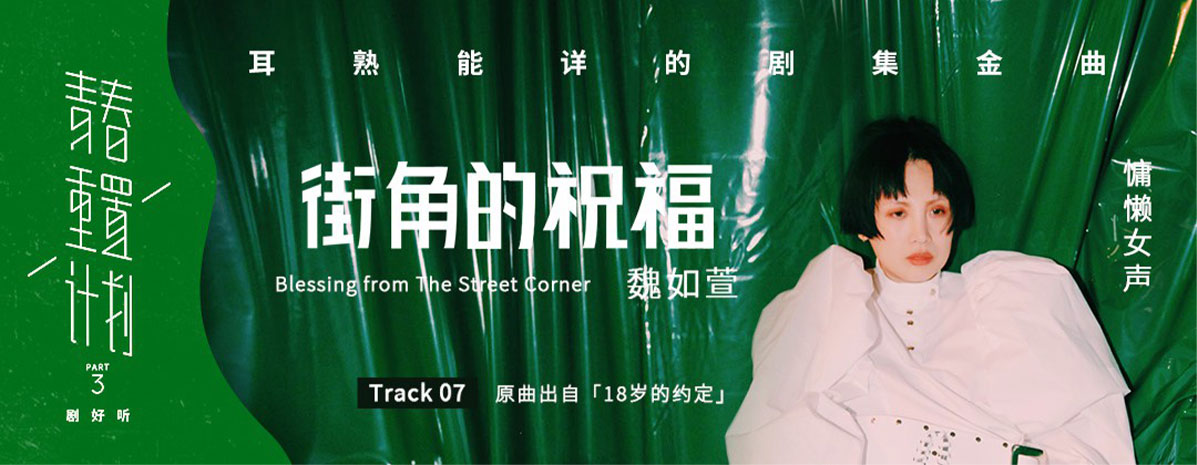 青春
重置
计划
PART
3
剧好听
耳熟能详的剧集金曲
街角的祝福
Blessing from The Street Corner
魏如萱
Track 07
原曲出自「18岁的约定」
慵懒女声